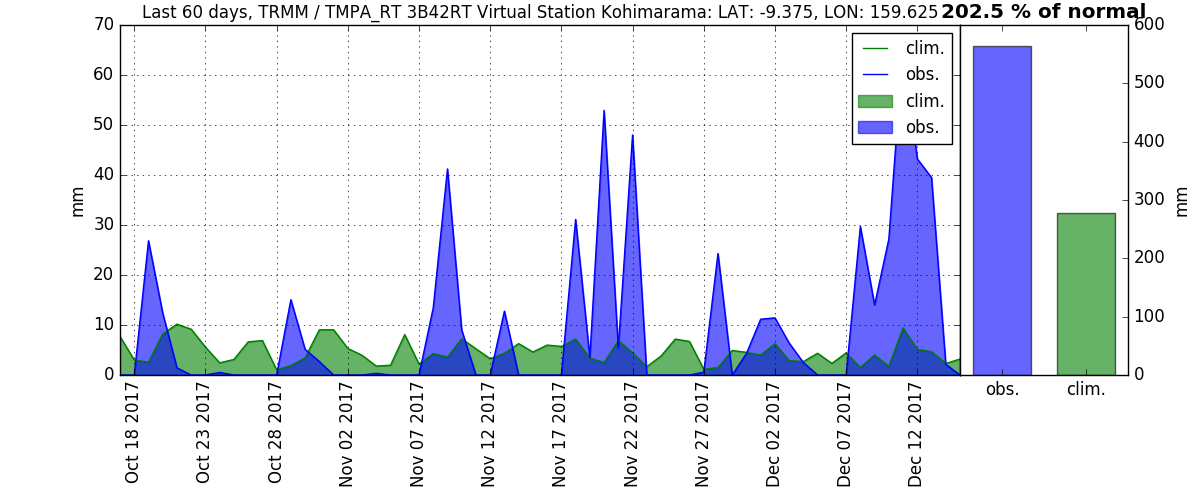 Last 60 days, TRMM / TMPA_RT 3B42RT Virtual Station Kohimarama: LAT: -9.375, LON: 159.625
202.5 % of normal
70
60
50
40
30
20
10
0
mm
clim.
obs.
clim.
obs.
Oct 18 2017
Oct 23 2017
Oct 28 2017
Nov 02 2017
Nov 07 2017
Nov 12 2017
Nov 17 2017
Nov 22 2017
Nov 27 2017
Dec 02 2017
Dec 07 2017
Dec 12 2017
600
500
400
300
200
100
0
mm
obs.
clim.